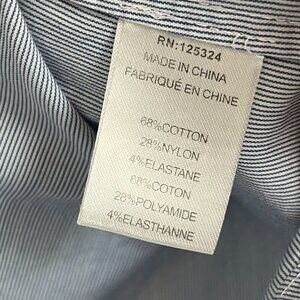 RN:125324
MADE IN CHINA
FABRIQUÉ EN CHINE
68%COTTON
28%NYLON
4%ELASTANE
68%COTON
28%POLYAMIDE
4%ELASTHANNE